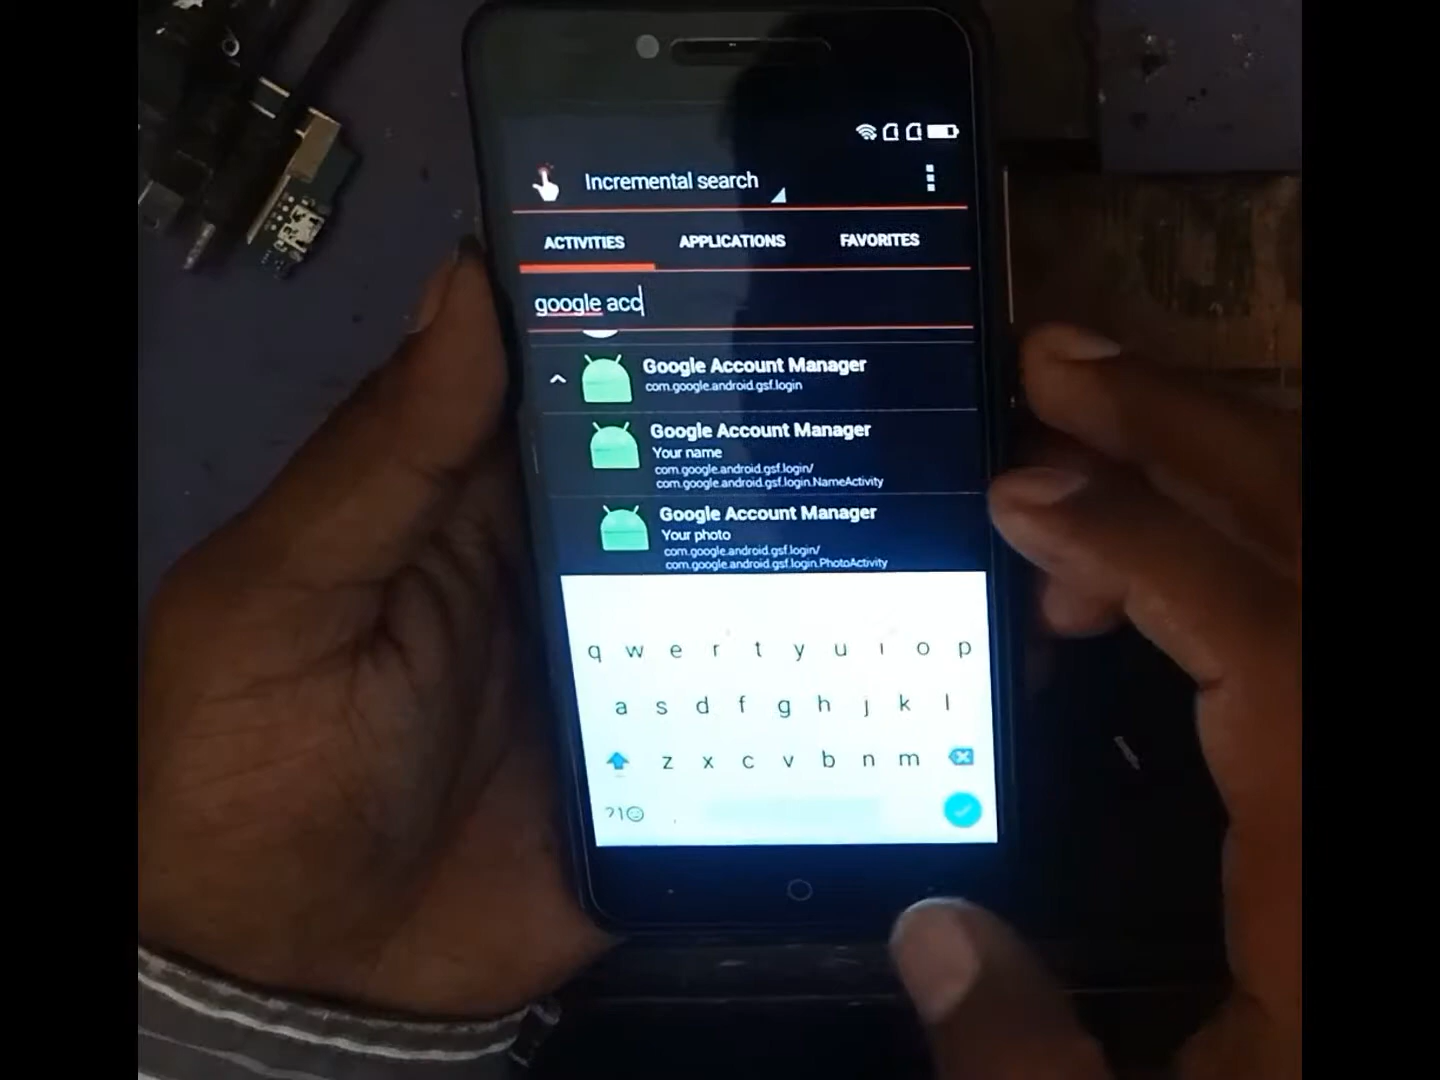 Incremental search
ACTIVITIES APPLICATIONS FAVORITES
google acc
Google Account Manager
com.google.android.gsf.login
Google Account Manager
Your name
com.google.android.gsf.login/
com.google.android.gsf.login.NameActivity
Google Account Manager
Your photo
com.google.android.gsf.login/
com.google.android.gsf.login.PhotoActivity
q w e r t y u i o p
a s d f g h j k l
z x c v b n m
?1☺ .